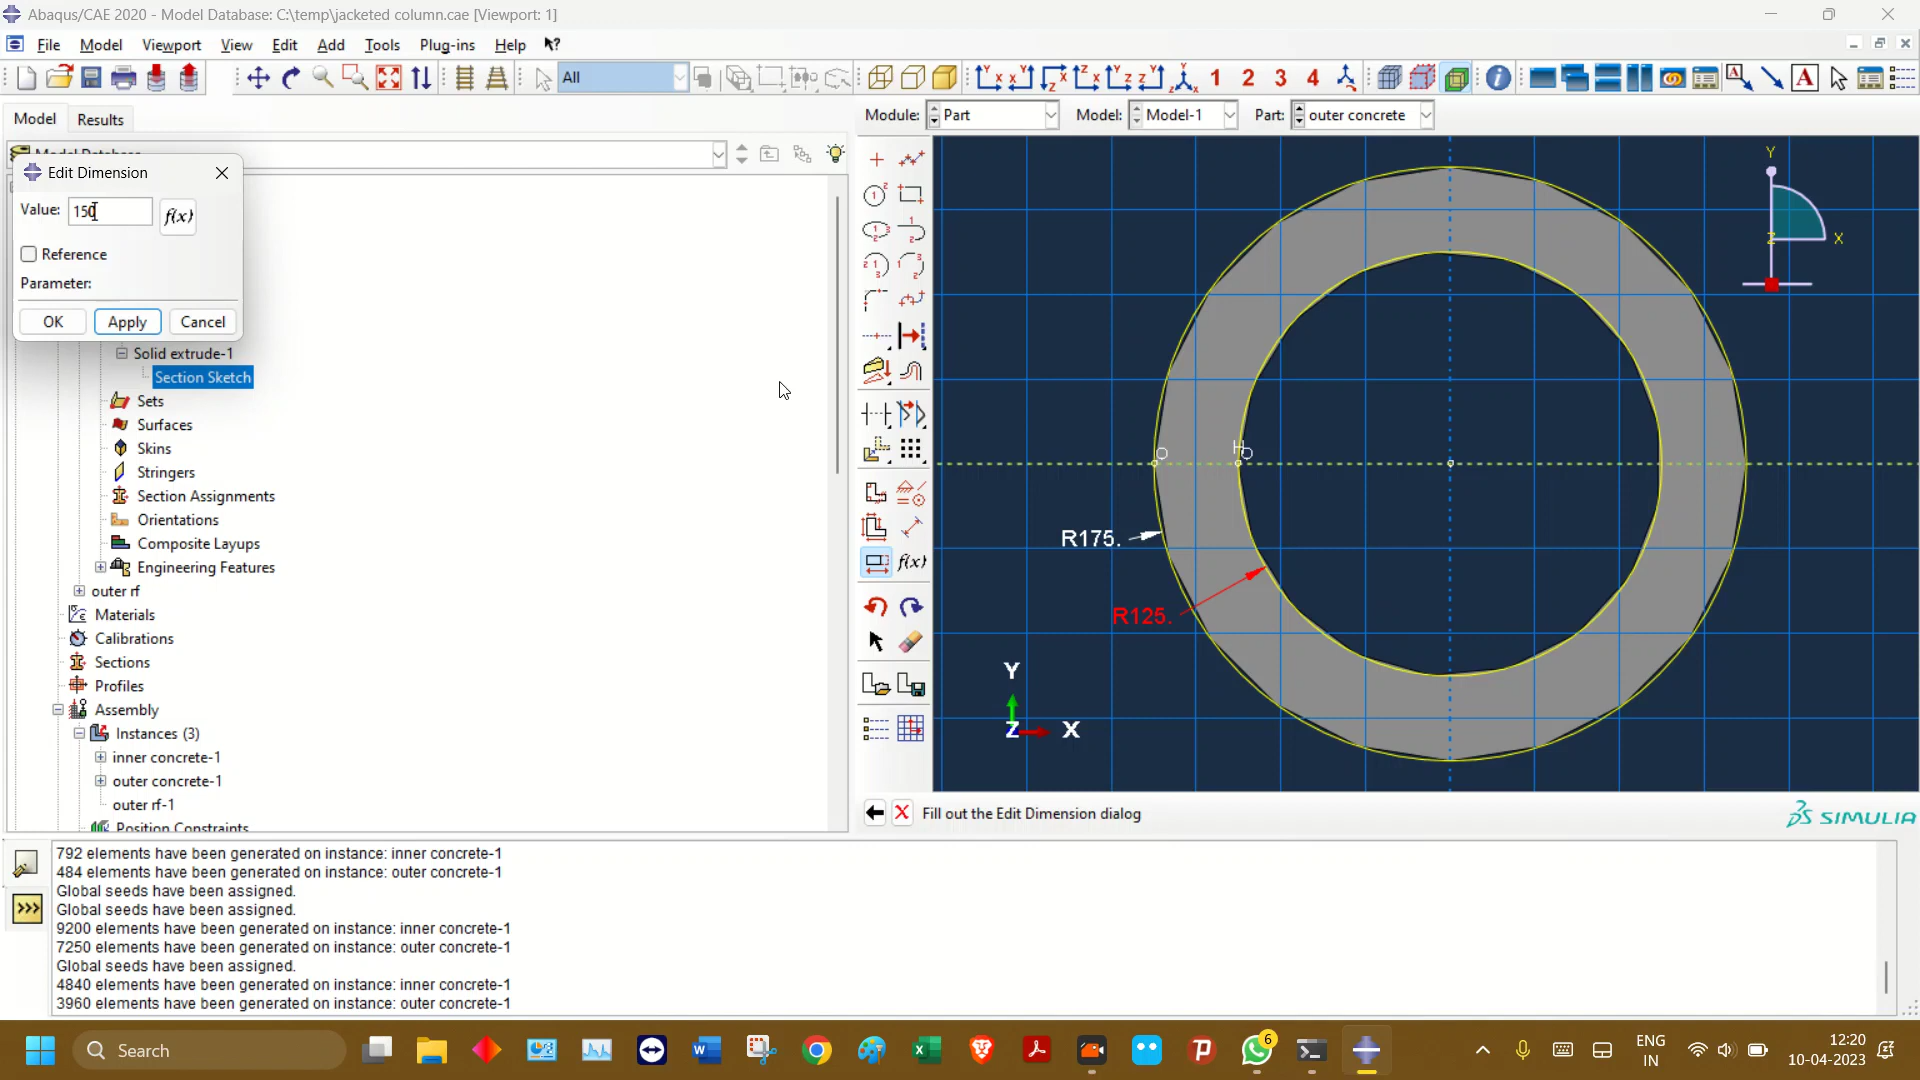 Abaqus/CAE 2020 - Model Database: C:\temp\jacketed column.cae [Viewport: 1]
File Model Viewport View Edit Add Tools Plug-ins Help
All
1 2 3 4
Model Results
Module: Part Model: Model-1 Part: outer concrete
Edit Dimension
Value: 150 f(x)
Reference
Parameter:
OK Apply Cancel
Solid extrude-1
Section Sketch
Sets
Surfaces
Skins
Stringers
Section Assignments
Orientations
Composite Layups
Engineering Features
outer rf
Materials
Calibrations
Sections
Profiles
Assembly
Instances (3)
inner concrete-1
outer concrete-1
outer rf-1
Position Constraints
f(x)
Y
Z X
H
R175.
R125.
Y
Z X
Fill out the Edit Dimension dialog
SIMULIA
792 elements have been generated on instance: inner concrete-1
484 elements have been generated on instance: outer concrete-1
Global seeds have been assigned.
Global seeds have been assigned.
9200 elements have been generated on instance: inner concrete-1
7250 elements have been generated on instance: outer concrete-1
Global seeds have been assigned.
4840 elements have been generated on instance: inner concrete-1
3960 elements have been generated on instance: outer concrete-1
Search
6
ENG
IN
12:20
10-04-2023